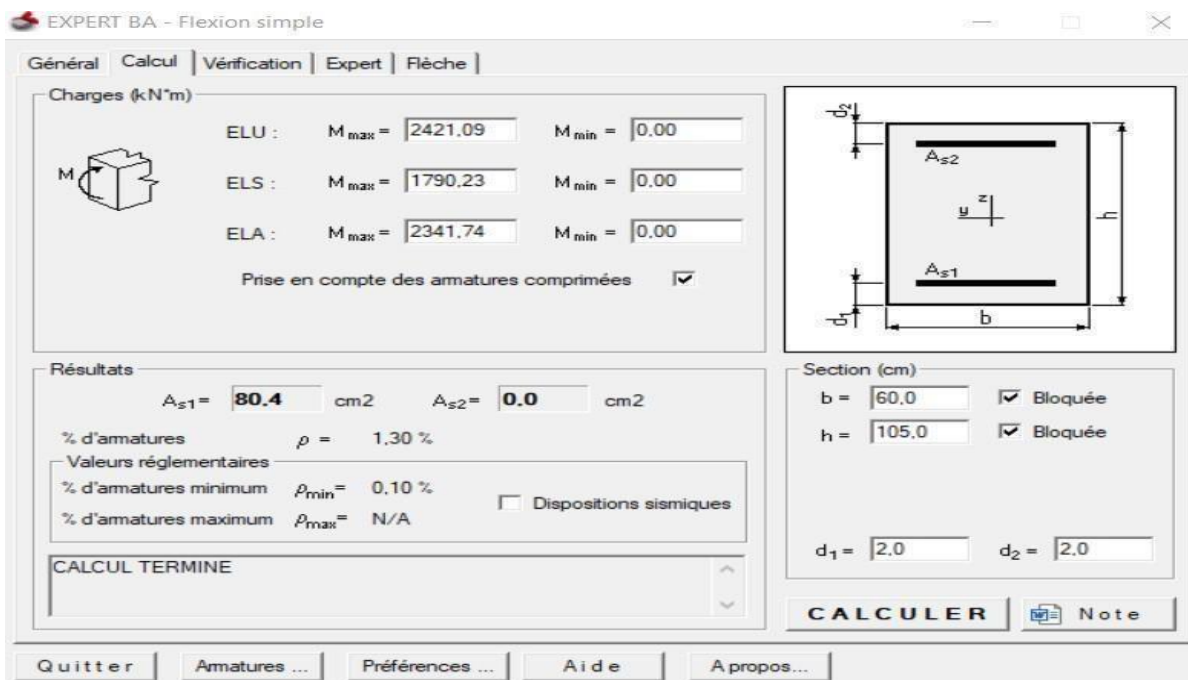 EXPERT BA - Flexion simple
Général Calcul Vérification Expert Flèche
Charges (kN*m)
ELU : M max = 2421,09 M min = 0,00
M
ELS : M max = 1790,23 M min = 0,00
ELA : M max = 2341,74 M min = 0,00
Prise en compte des armatures comprimées
d2
As2
z
y
h
As1
d1
b
Résultats
As1= 80.4 cm2 As2= 0.0 cm2
% d'armatures ρ = 1,30 %
Valeurs réglementaires
% d'armatures minimum ρmin= 0,10 %
Dispositions sismiques
% d'armatures maximum ρmax= N/A
CALCUL TERMINE
Section (cm)
b = 60,0 Bloquée
h = 105,0 Bloquée
d1 = 2,0 d2 = 2,0
CALCULER Note
Quitter Armatures ... Préférences ... Aide A propos...